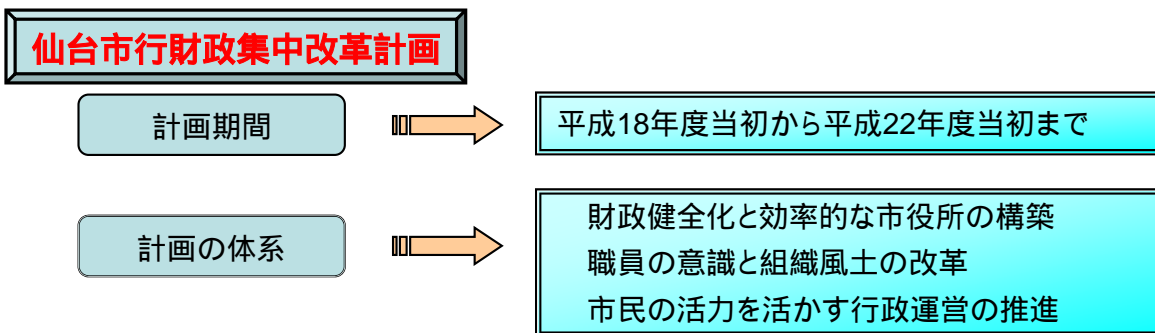 仙台市行財政集中改革計画
計画期間
平成18年度当初から平成22年度当初まで
計画の体系
財政健全化と効率的な市役所の構築
職員の意識と組織風土の改革
市民の活力を活かす行政運営の推進